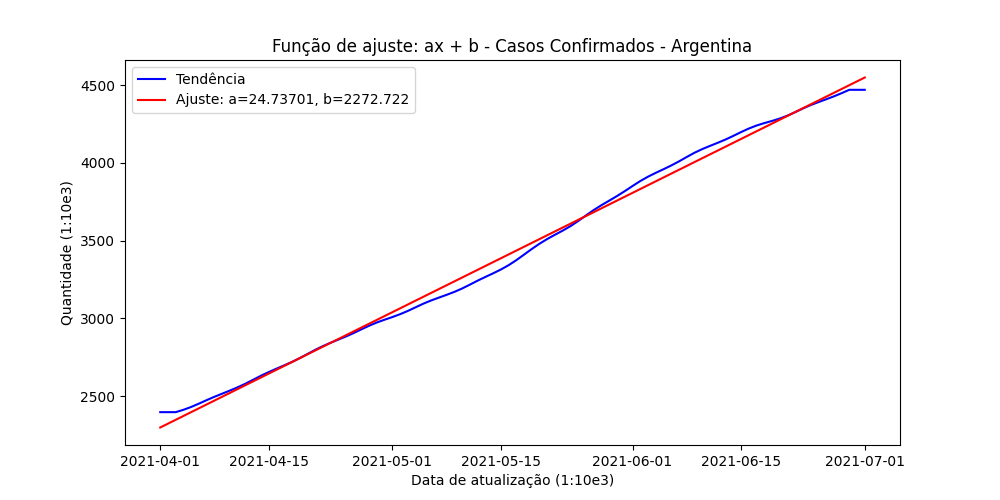 Função de ajuste: ax + b - Casos Confirmados - Argentina
Tendência
Ajuste: a=24.73701, b=2272.722
4500
4000
3500
3000
2500
Quantidade (1:10e3)
2021-04-01 2021-04-15 2021-05-01 2021-05-15 2021-06-01 2021-06-15 2021-07-01
Data de atualização (1:10e3)